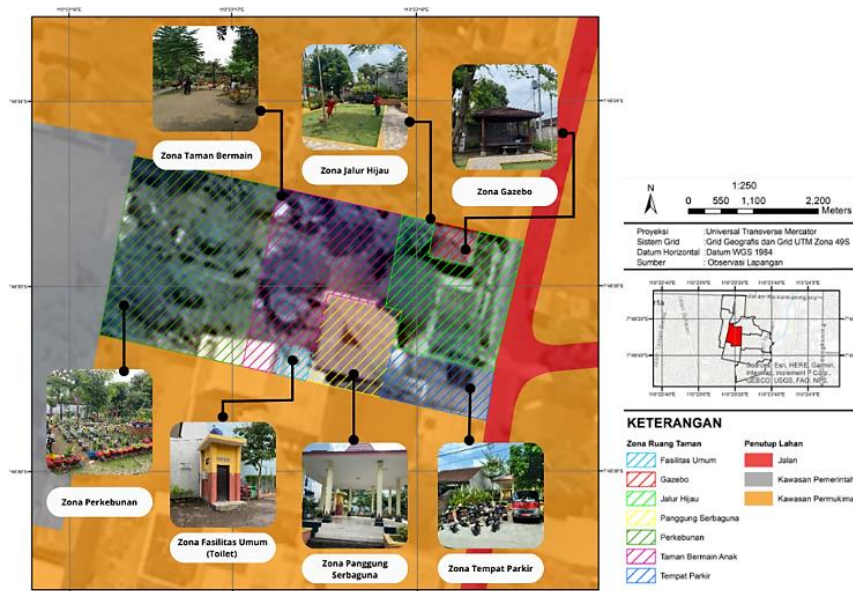 Zona Taman Bermain
Zona Jalur Hijau
Zona Gazebo
Zona Perkebunan
Zona Fasilitas Umum
(Toilet)
Zona Panggung
Serbaguna
Zona Tempat Parkir
N
1:250
0 550 1,100 2,200
Meters
Proyeksi :Universal Transverse Mercator
Sistem Grid :Grid Geografis dan Grid UTM Zona 49S
Datum Horizontal :Datum WGS 1984
Sumber : Observasi Lapangan
KETERANGAN
Zona Ruang Taman
Fasilitas Umum
Gazebo
Jalur Hijau
Panggung Serbaguna
Perkebunan
Taman Bermain Anak
Tempat Parkir
Penutup Lahan
Jalan
Kawasan Pemerintah
Kawasan Permukima